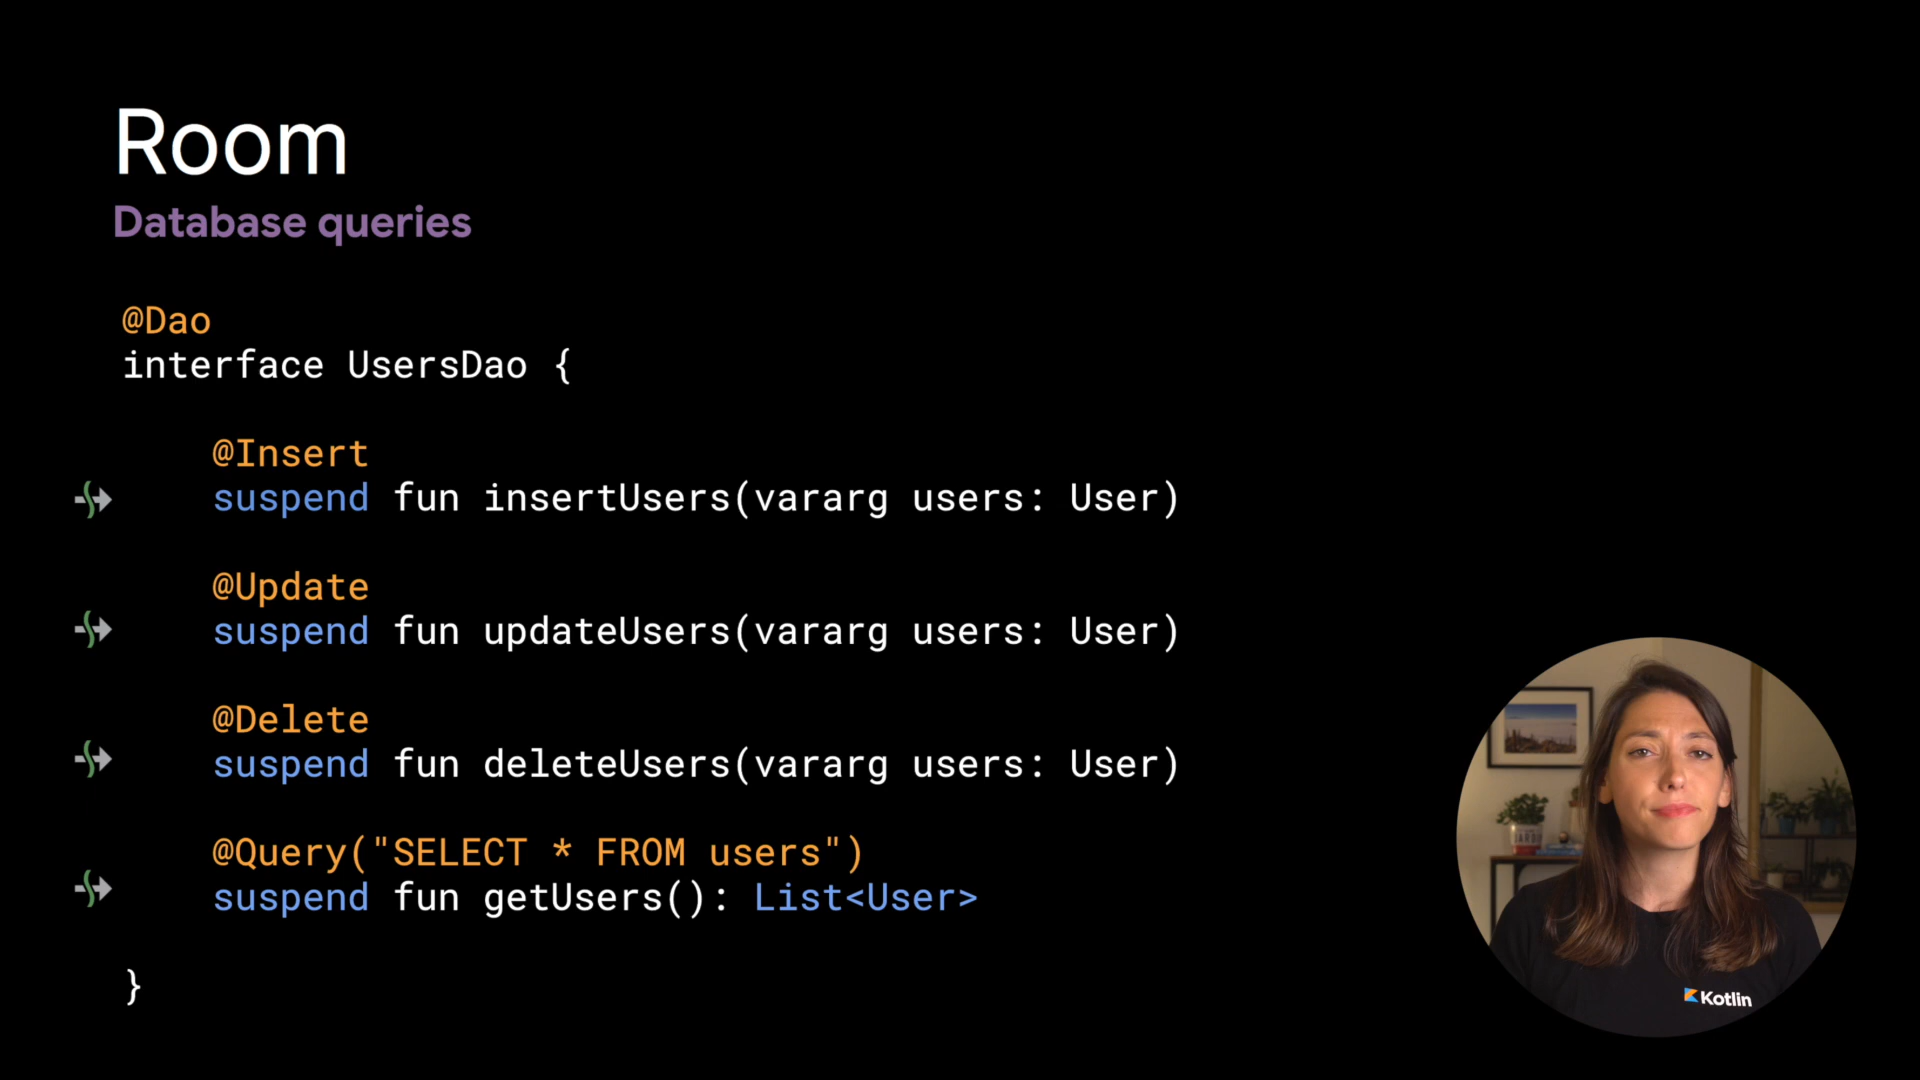 Room
Database queries
@Dao
interface UsersDao {
@Insert
suspend fun insertUsers(vararg users: User)
@Update
suspend fun updateUsers(vararg users: User)
@Delete
suspend fun deleteUsers(vararg users: User)
@Query("SELECT * FROM users")
suspend fun getUsers(): List<User>
}
Kotlin